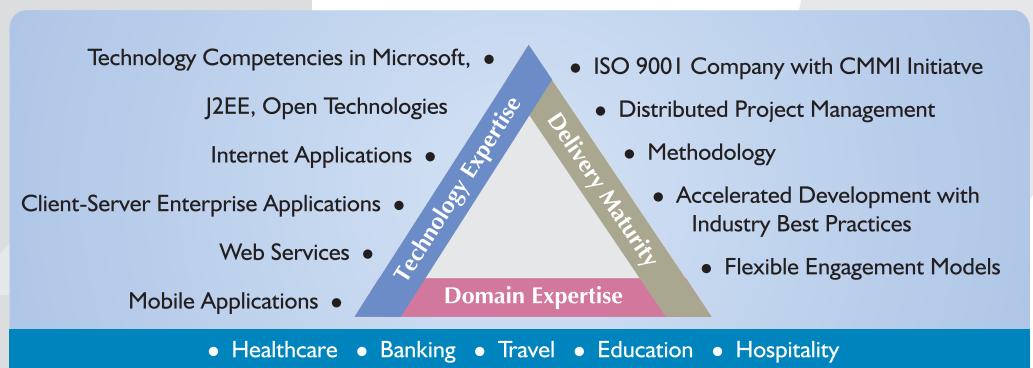 Technology Competencies in Microsoft, •
J2EE, Open Technologies
Internet Applications •
Client-Server Enterprise Applications •
Web Services •
Mobile Applications •
Technology Expertise
Delivery Maturity
Domain Expertise
• ISO 9001 Company with CMMI Initiatve
• Distributed Project Management
• Methodology
• Accelerated Development with
Industry Best Practices
• Flexible Engagement Models
• Healthcare • Banking • Travel • Education • Hospitality